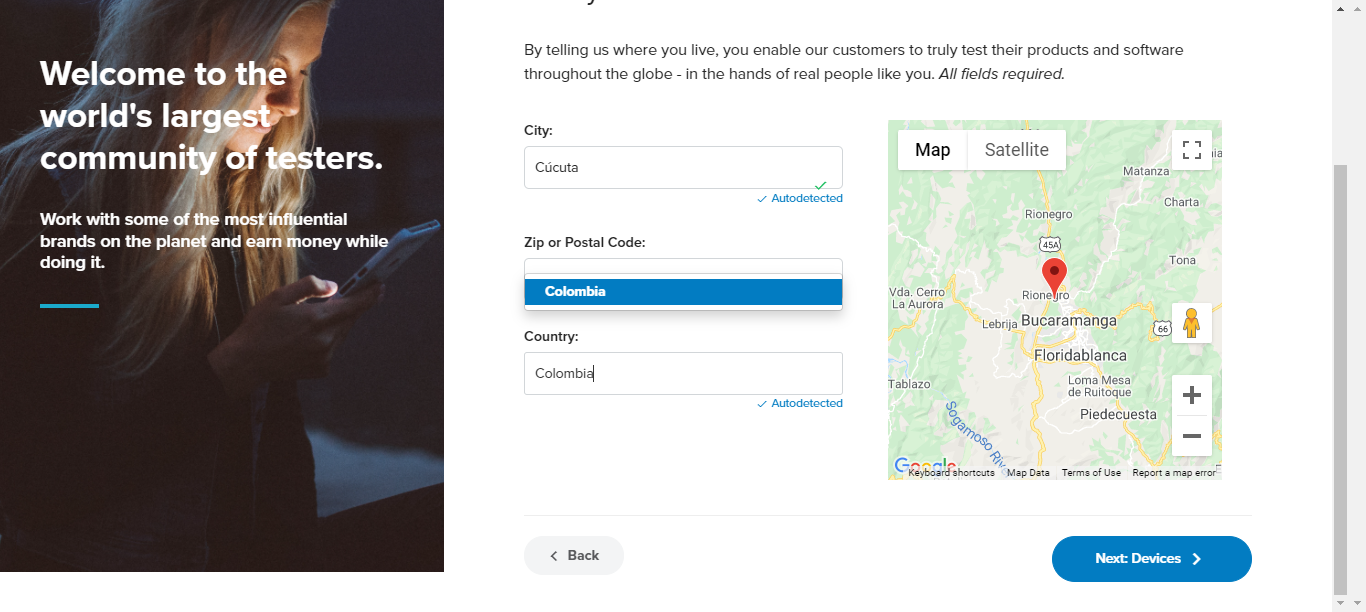 Welcome to the
world's largest
community of testers.
Work with some of the most influential
brands on the planet and earn money while
doing it.
By telling us where you live, you enable our customers to truly test their products and software
throughout the globe - in the hands of real people like you. All fields required.
City:
Cúcuta
Autodetected
Zip or Postal Code:
Colombia
Country:
Colombia
Autodetected
Map
Satellite
Matanza
Charta
Rionegro
45A
Tona
Vda. Cerro
La Aurora
Rionegro
66
Lebrija
Bucaramanga
Floridablanca
Tablazo
Loma Mesa
de Ruitoque
Piedecuesta
Google
Keyboard shortcuts
Map Data
Terms of Use
Report a map error
Back
Next: Devices